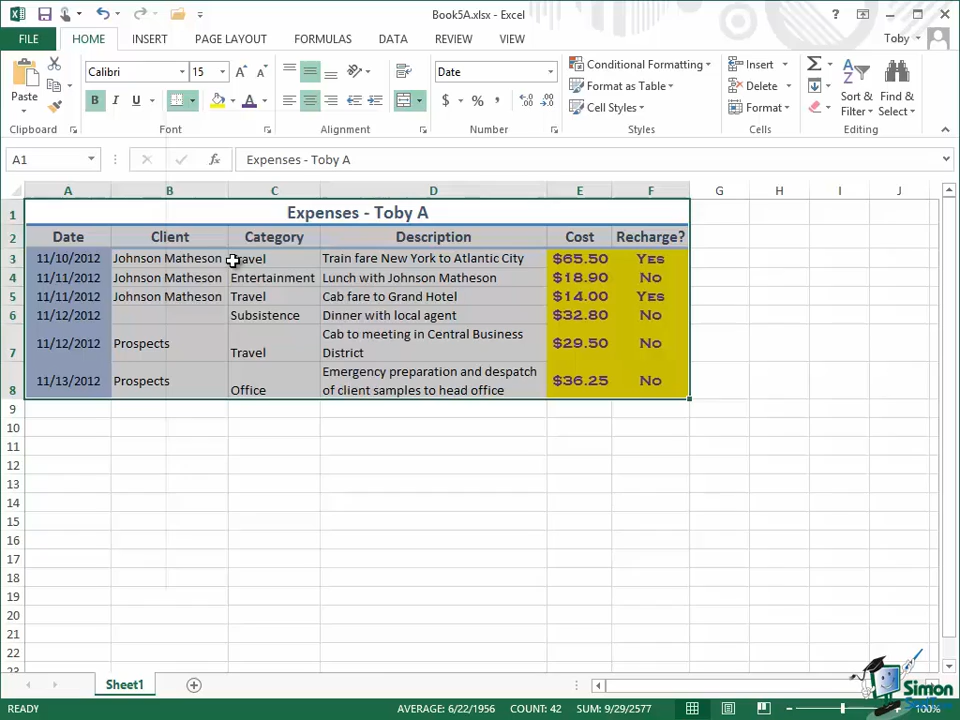 Book5A.xlsx - Excel
?
FILE
HOME
INSERT
PAGE LAYOUT
FORMULAS
DATA
REVIEW
VIEW
Toby
Paste
Calibri
15
B I U
Date
$ % ,
Conditional Formatting
Format as Table
Cell Styles
Insert
Delete
Format
Sort &
Filter
Find &
Select
Clipboard
Font
Alignment
Number
Styles
Cells
Editing
A1
fx
Expenses - Toby A
A B C D E F G H I J
1 Expenses - Toby A
2 Date Client Category Description Cost Recharge?
3 11/10/2012 Johnson Matheson Travel Train fare New York to Atlantic City $65.50 Yes
4 11/11/2012 Johnson Matheson Entertainment Lunch with Johnson Matheson $18.90 No
5 11/11/2012 Johnson Matheson Travel Cab fare to Grand Hotel $14.00 Yes
6 11/12/2012 Subsistence Dinner with local agent $32.80 No
Cab to meeting in Central Business
7 11/12/2012 Prospects Travel District $29.50 No
Emergency preparation and despatch
8 11/13/2012 Prospects Office of client samples to head office $36.25 No
9
10
11
12
13
14
15
16
17
18
19
20
21
22
23
Sheet1
READY
AVERAGE: 6/22/1956
COUNT: 42
SUM: 9/29/2577
100%
Simon